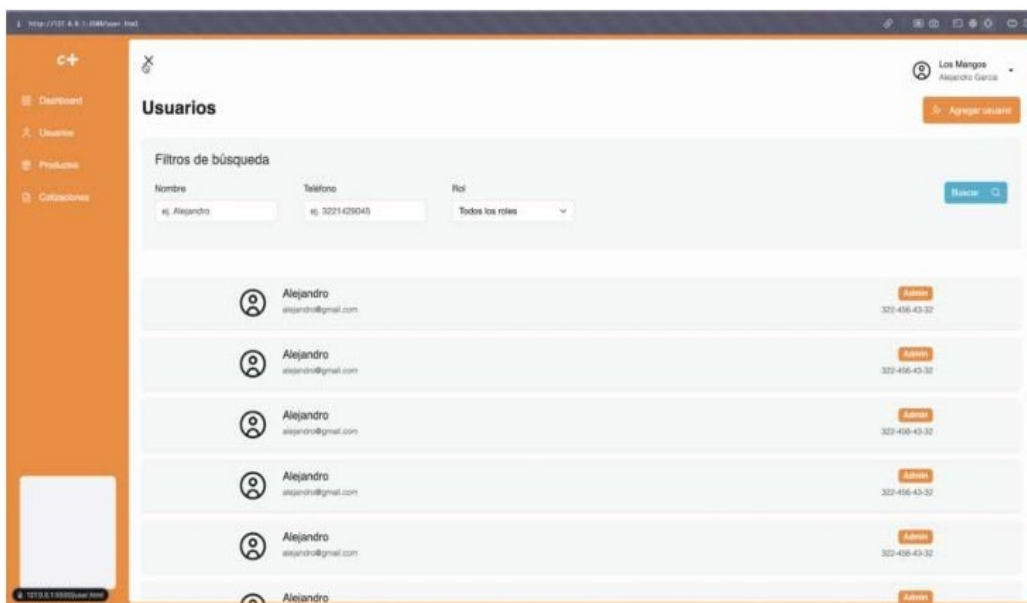 c+
Los Mangos
Alejandro Garcia
Dashboard
Usuarios
Agregar usuario
Usuarios
Productos
Cotizaciones
Filtros de búsqueda
Nombre
Teléfono
Rol
ej. Alejandro
ej. 3221429045
Todos los roles
Buscar
Alejandro
alejandro@gmail.com
Admin
322-456-43-32
Alejandro
alejandro@gmail.com
Admin
322-456-43-32
Alejandro
alejandro@gmail.com
Admin
322-456-43-32
Alejandro
alejandro@gmail.com
Admin
322-456-43-32
Alejandro
alejandro@gmail.com
Admin
322-456-43-32
Alejandro
Admin